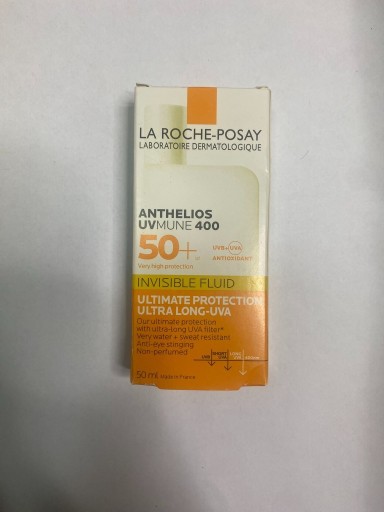 LA ROCHE-POSAY
LABORATOIRE DERMATOLOGIQUE
ANTHELIOS
UVMUNE 400
50+
UVB+UVA
ANTIOXIDANT
Very high protection
INVISIBLE FLUID
ULTIMATE PROTECTION
ULTRA LONG-UVA
Our ultimate protection
with ultra-long UVA filter*
Very water + sweat resistant
Anti-eye stinging
Non-perfumed
50 ml Made in France